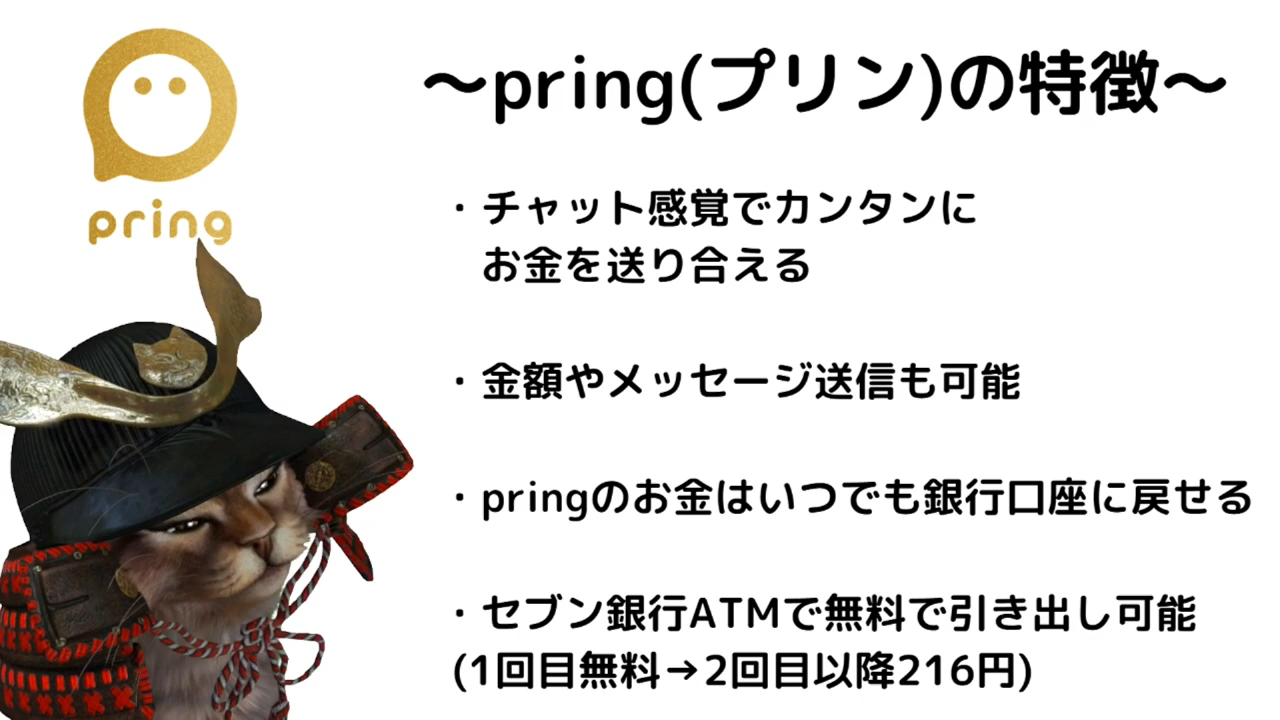 pring
〜pring(プリン)の特徴〜
・チャット感覚でカンタンに
お金を送り合える
・金額やメッセージ送信も可能
・pringのお金はいつでも銀行口座に戻せる
・セブン銀行ATMで無料で引き出し可能
(1回目無料→2回目以降216円)